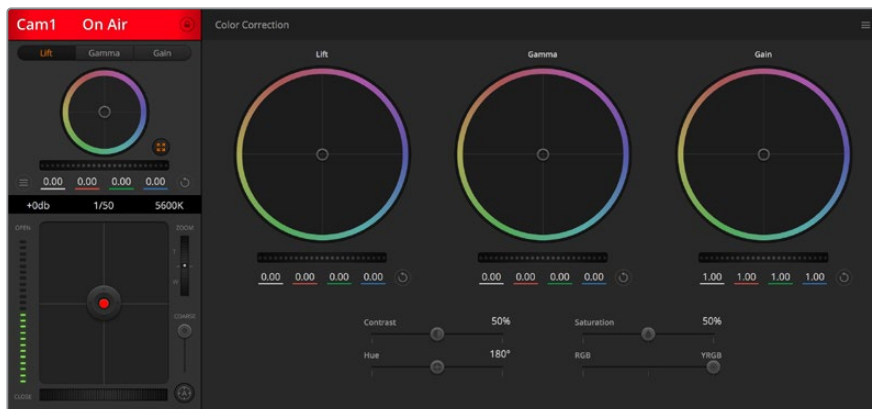 Cam1 On Air
Lift Gamma Gain
0.00 0.00 0.00 0.00
+0db 1/50 5600K
OPEN
ZOOM
T
W
COARSE
A
CLOSE
Color Correction
Lift Gamma Gain
0.00 0.00 0.00 0.00 0.00 0.00 0.00 0.00 1.00 1.00 1.00 1.00
Contrast 50% Saturation 50%
Hue 180° RGB YRGB